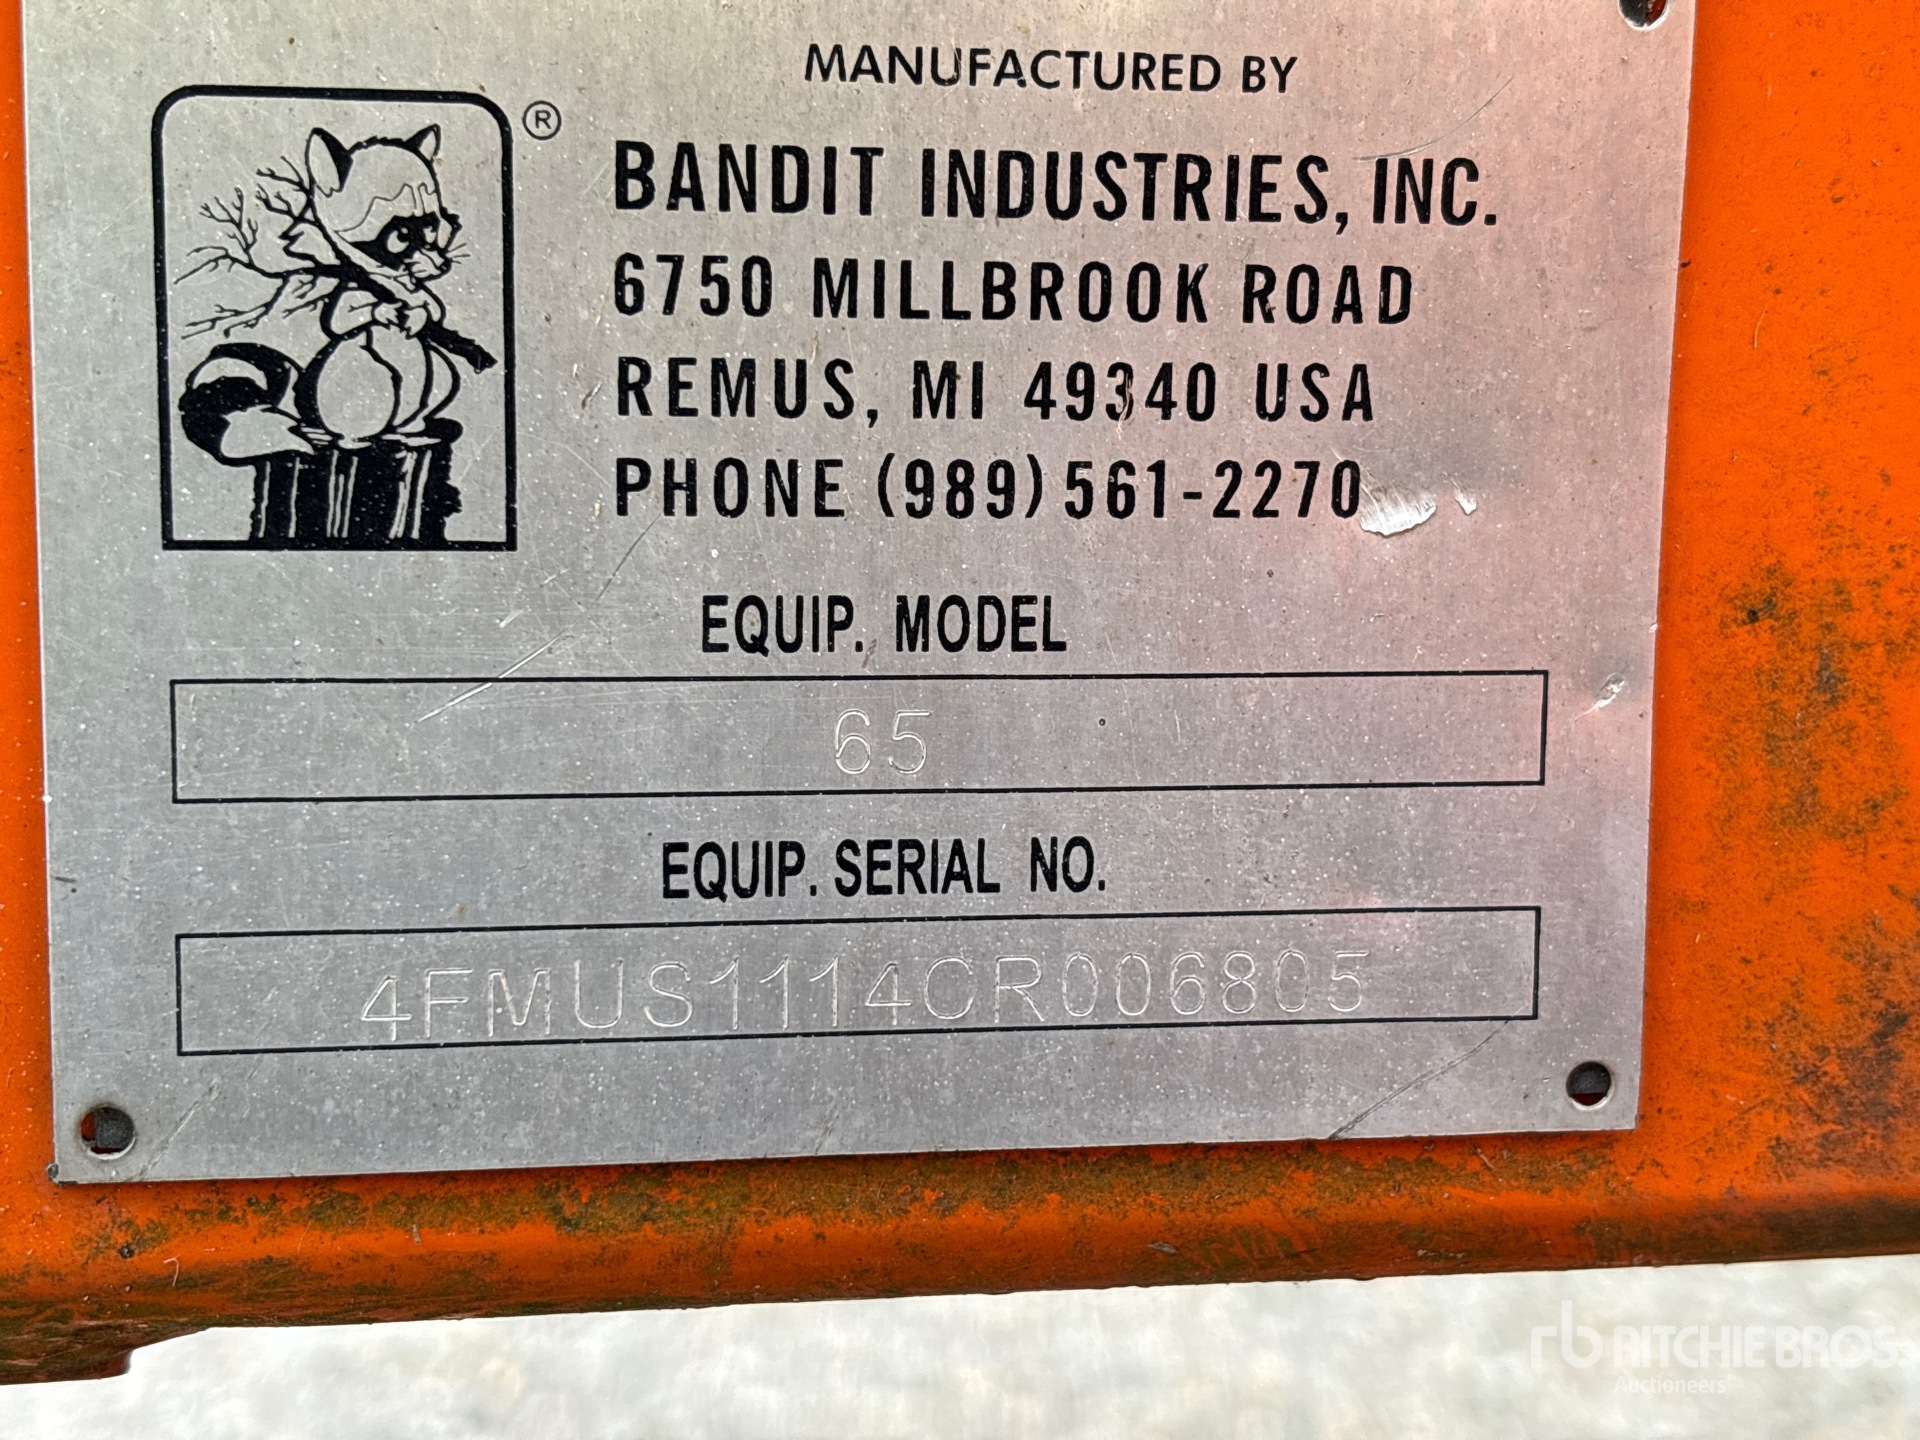 MANUFACTURED BY
®
BANDIT INDUSTRIES, INC.
6750 MILLBROOK ROAD
REMUS, MI 49340 USA
PHONE (989) 561-2270
EQUIP. MODEL
65
EQUIP. SERIAL NO.
4FMUS1114CR006805
rb RITCHIE BROS.
Auctioneers